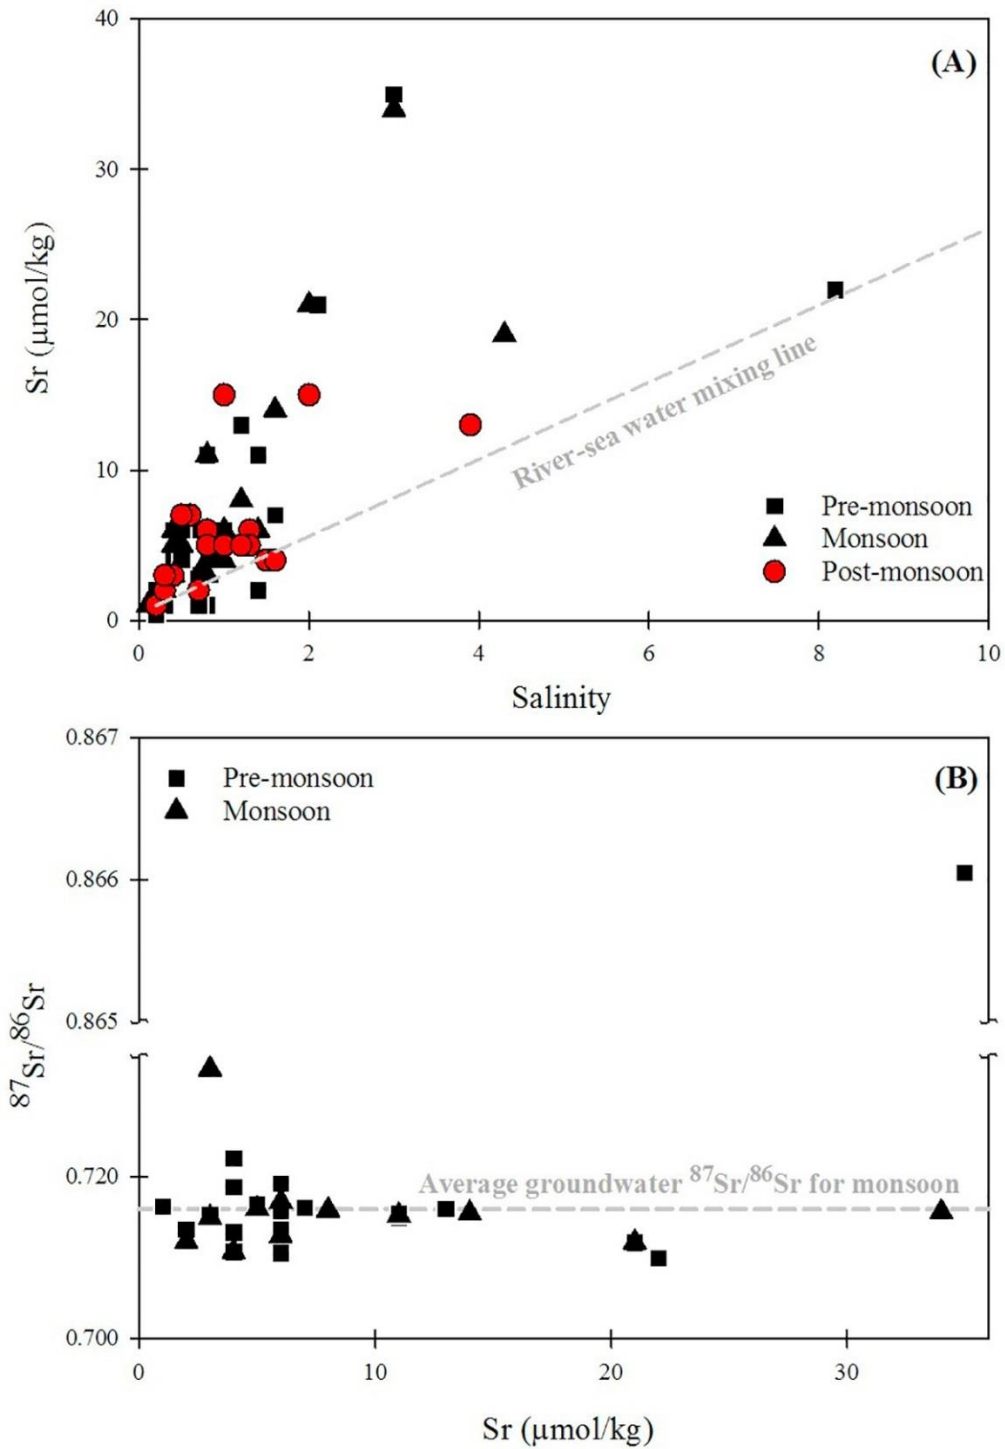 40
(A)
30
Sr (μmol/kg)
20
River-sea water mixing line
10
Pre-monsoon
Monsoon
Post-monsoon
0
0 2 4 6 8 10
Salinity
0.867
Pre-monsoon
(B)
Monsoon
0.866
0.865
⁸⁷Sr/⁸⁶Sr
0.720
Average groundwater ⁸⁷Sr/⁸⁶Sr for monsoon
0.700
0 10 20 30
Sr (μmol/kg)